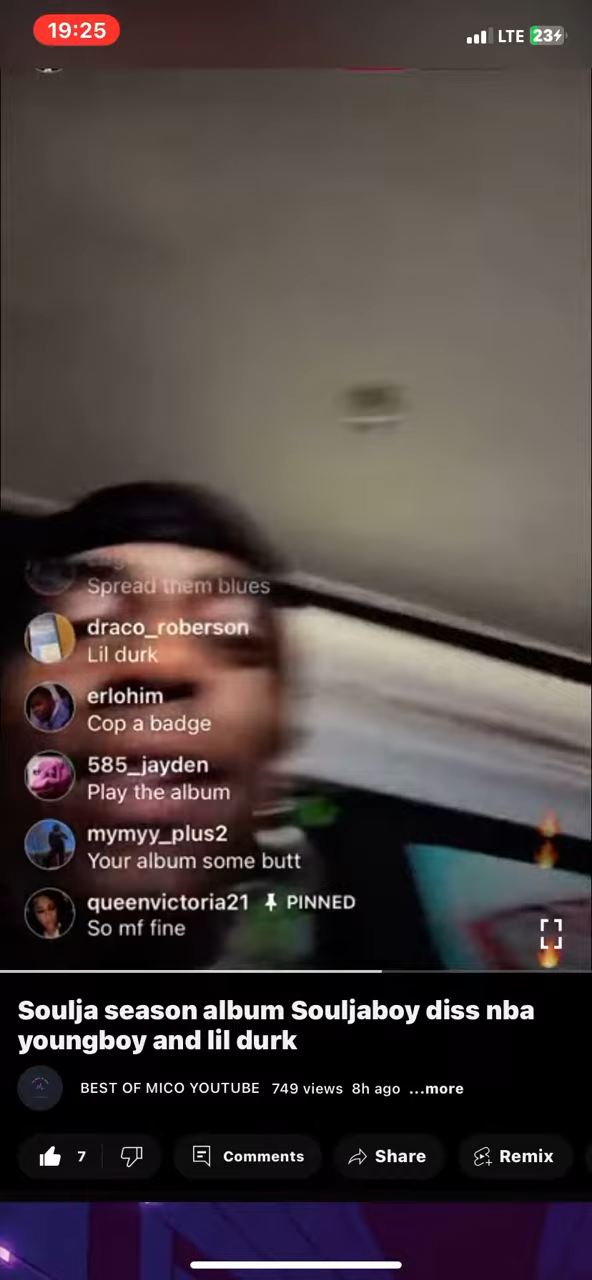 19:25
LTE 23
Spread them blues
draco_roberson
Lil durk
erlohim
Cop a badge
585_jayden
Play the album
mymyy_plus2
Your album some butt
queenvictoria21 PINNED
So mf fine
Soulja season album Souljaboy diss nba
youngboy and lil durk
BEST OF MICO YOUTUBE 749 views 8h ago ...more
7 Comments Share Remix